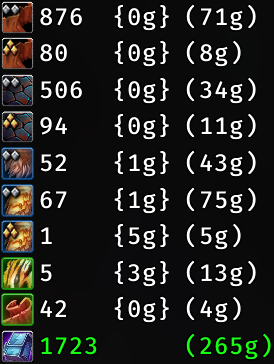 876 {0g} (71g)
80 {0g} (8g)
506 {0g} (34g)
94 {0g} (11g)
52 {1g} (43g)
67 {1g} (75g)
1 {5g} (5g)
5 {3g} (13g)
42 {0g} (4g)
1723 (265g)